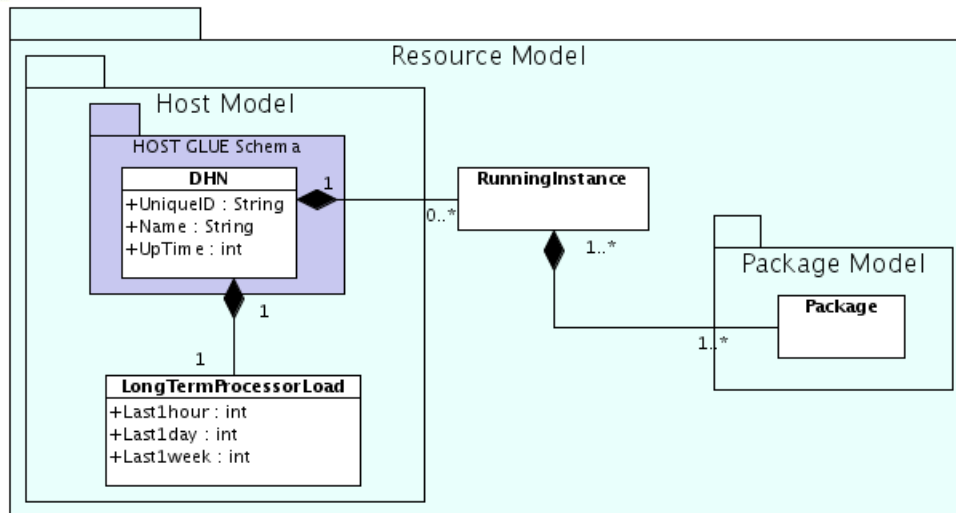 Resource Model
Host Model
HOST GLUE Schema
DHN
+UniqueID : String
+Name : String
+UpTime : int
1
0..*
RunningInstance
1..*
Package Model
Package
1..*
1
1
LongTermProcessorLoad
+Last1hour : int
+Last1day : int
+Last1week : int